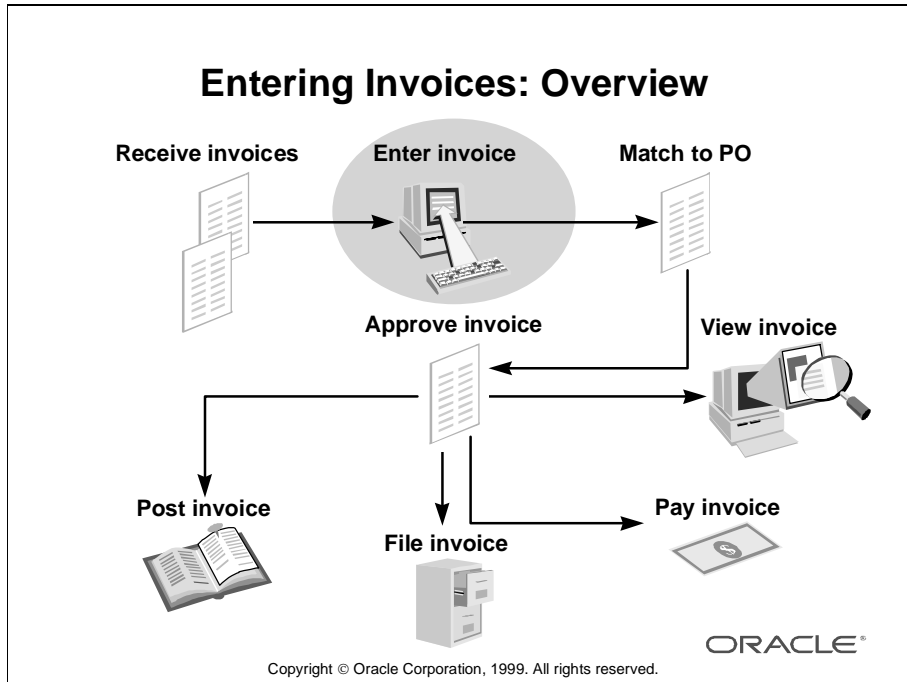 Entering Invoices: Overview
Receive invoices
Enter invoice
Match to PO
Approve invoice
View invoice
Post invoice
File invoice
Pay invoice
$
ORACLE®
Copyright © Oracle Corporation, 1999. All rights reserved.